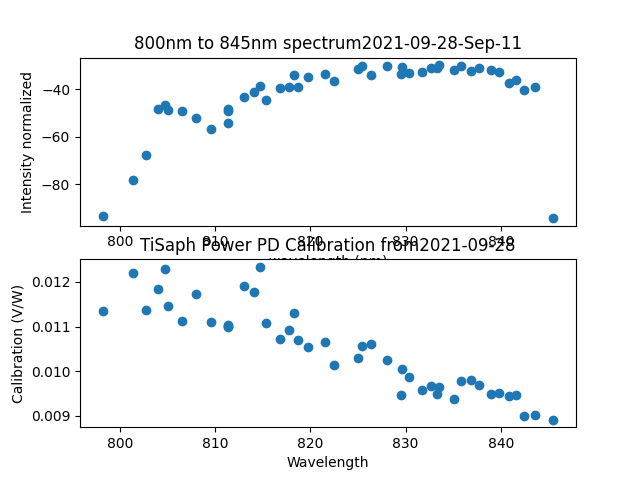 800nm to 845nm spectrum2021-09-28-Sep-11
Intensity normalized
−40
−60
−80
800 810 820 830 840
TiSaph Power PD Calibration from2021-09-28
wavelength (nm)
Calibration (V/W)
0.012
0.011
0.010
0.009
800 810 820 830 840
Wavelength